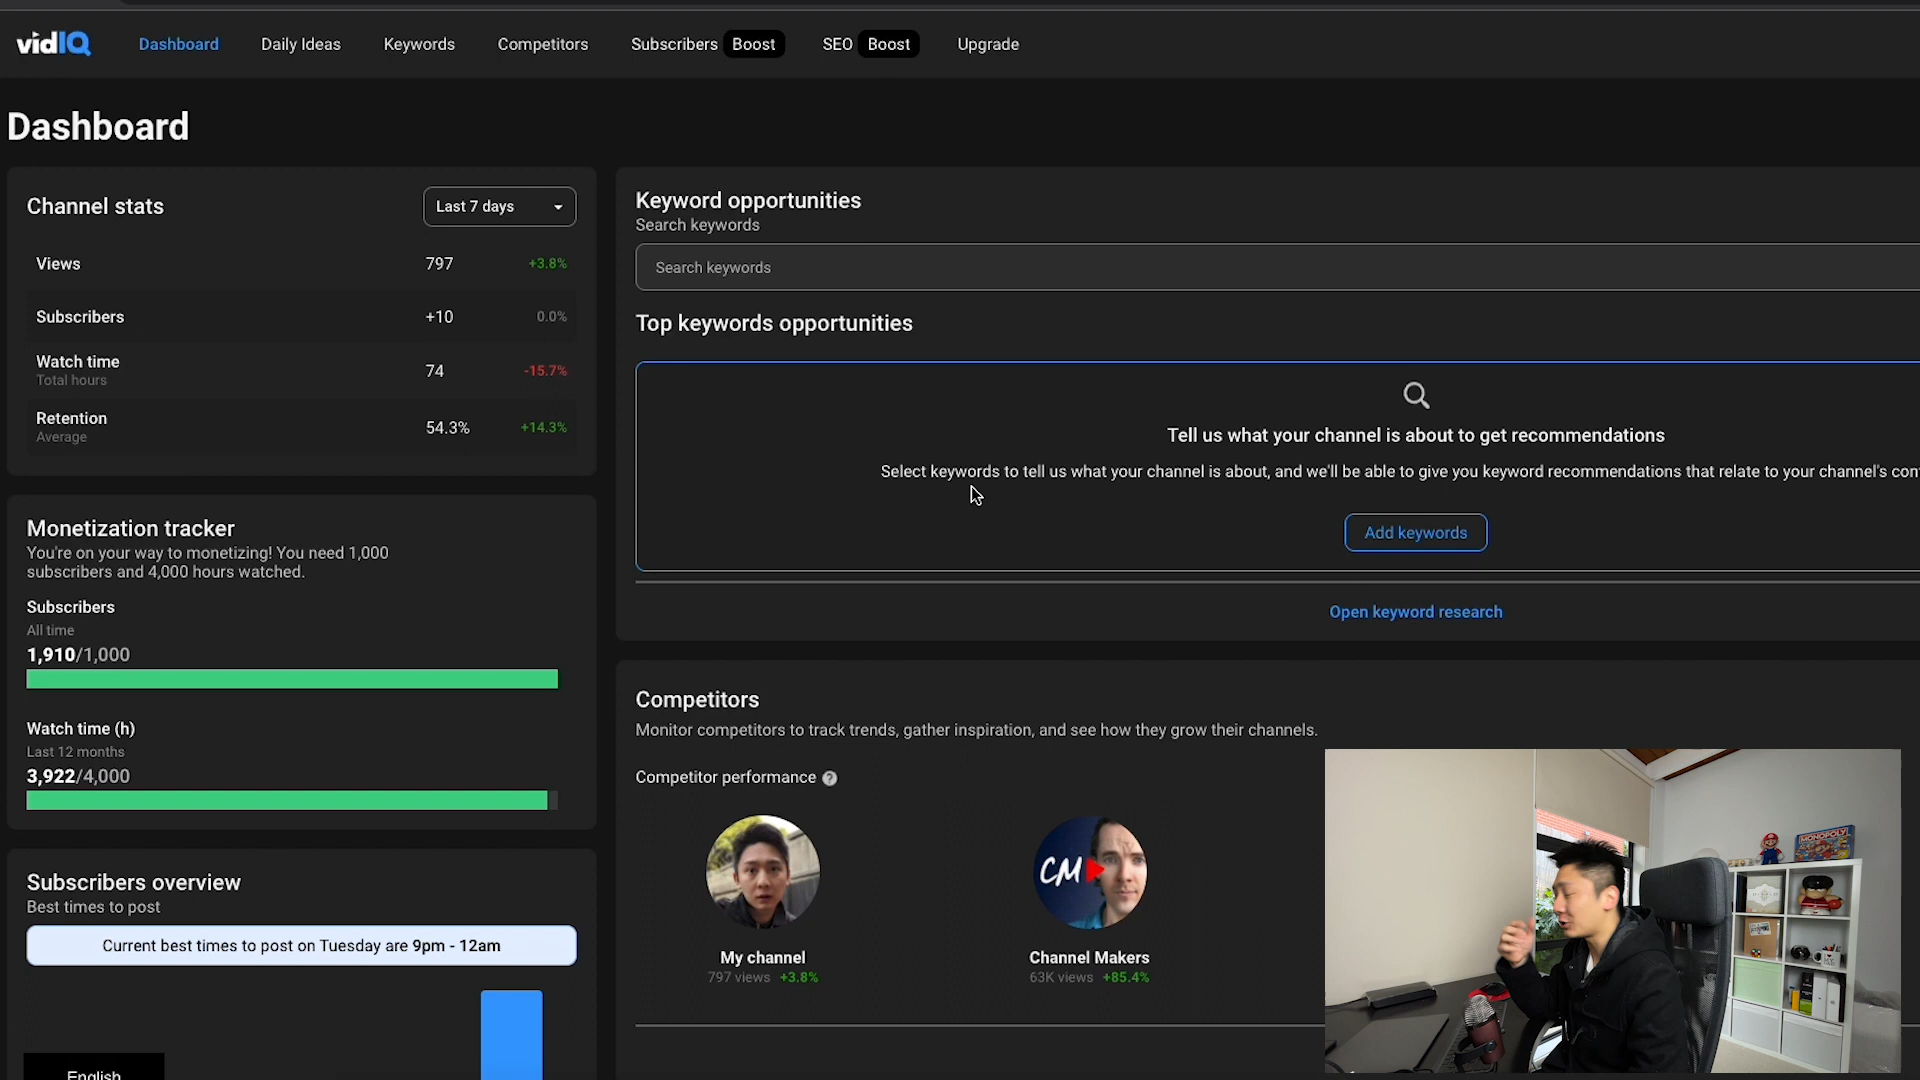 vidIQ
Dashboard
Daily Ideas
Keywords
Competitors
Subscribers Boost
SEO Boost
Upgrade
Dashboard
Channel stats
Last 7 days
Views 797 +3.8%
Subscribers +10 0.0%
Watch time
Total hours
74 -15.7%
Retention
Average
54.3% +14.3%
Monetization tracker
You're on your way to monetizing! You need 1,000
subscribers and 4,000 hours watched.
Subscribers
All time
1,910/1,000
Watch time (h)
Last 12 months
3,922/4,000
Subscribers overview
Best times to post
Current best times to post on Tuesday are 9pm - 12am
English
Keyword opportunities
Search keywords
Search keywords
Top keywords opportunities
Tell us what your channel is about to get recommendations
Select keywords to tell us what your channel is about, and we'll be able to give you keyword recommendations that relate to your channel's con
Add keywords
Open keyword research
Competitors
Monitor competitors to track trends, gather inspiration, and see how they grow their channels.
Competitor performance ?
CM
My channel
797 views +3.8%
Channel Makers
63K views +85.4%
MONOPOLY